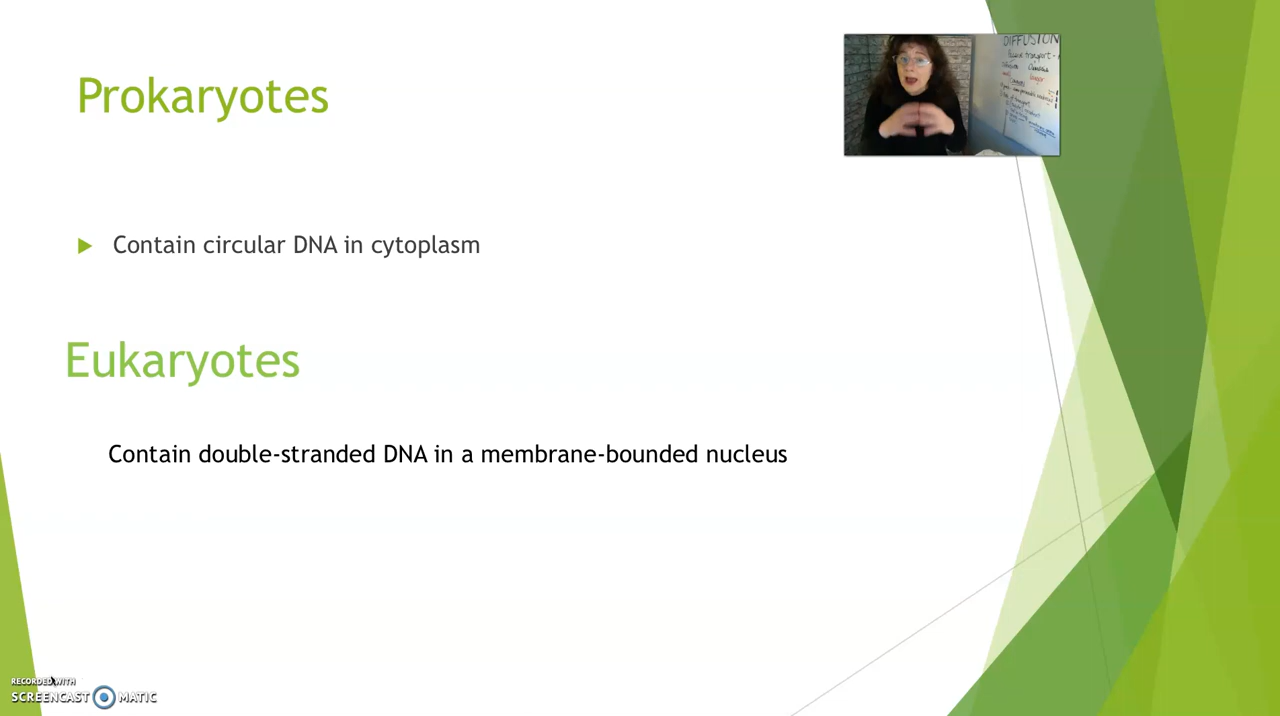 Prokaryotes
Contain circular DNA in cytoplasm
Eukaryotes
Contain double-stranded DNA in a membrane-bounded nucleus
DIFFUSION
RECORDED WITH
SCREENCAST MATIC